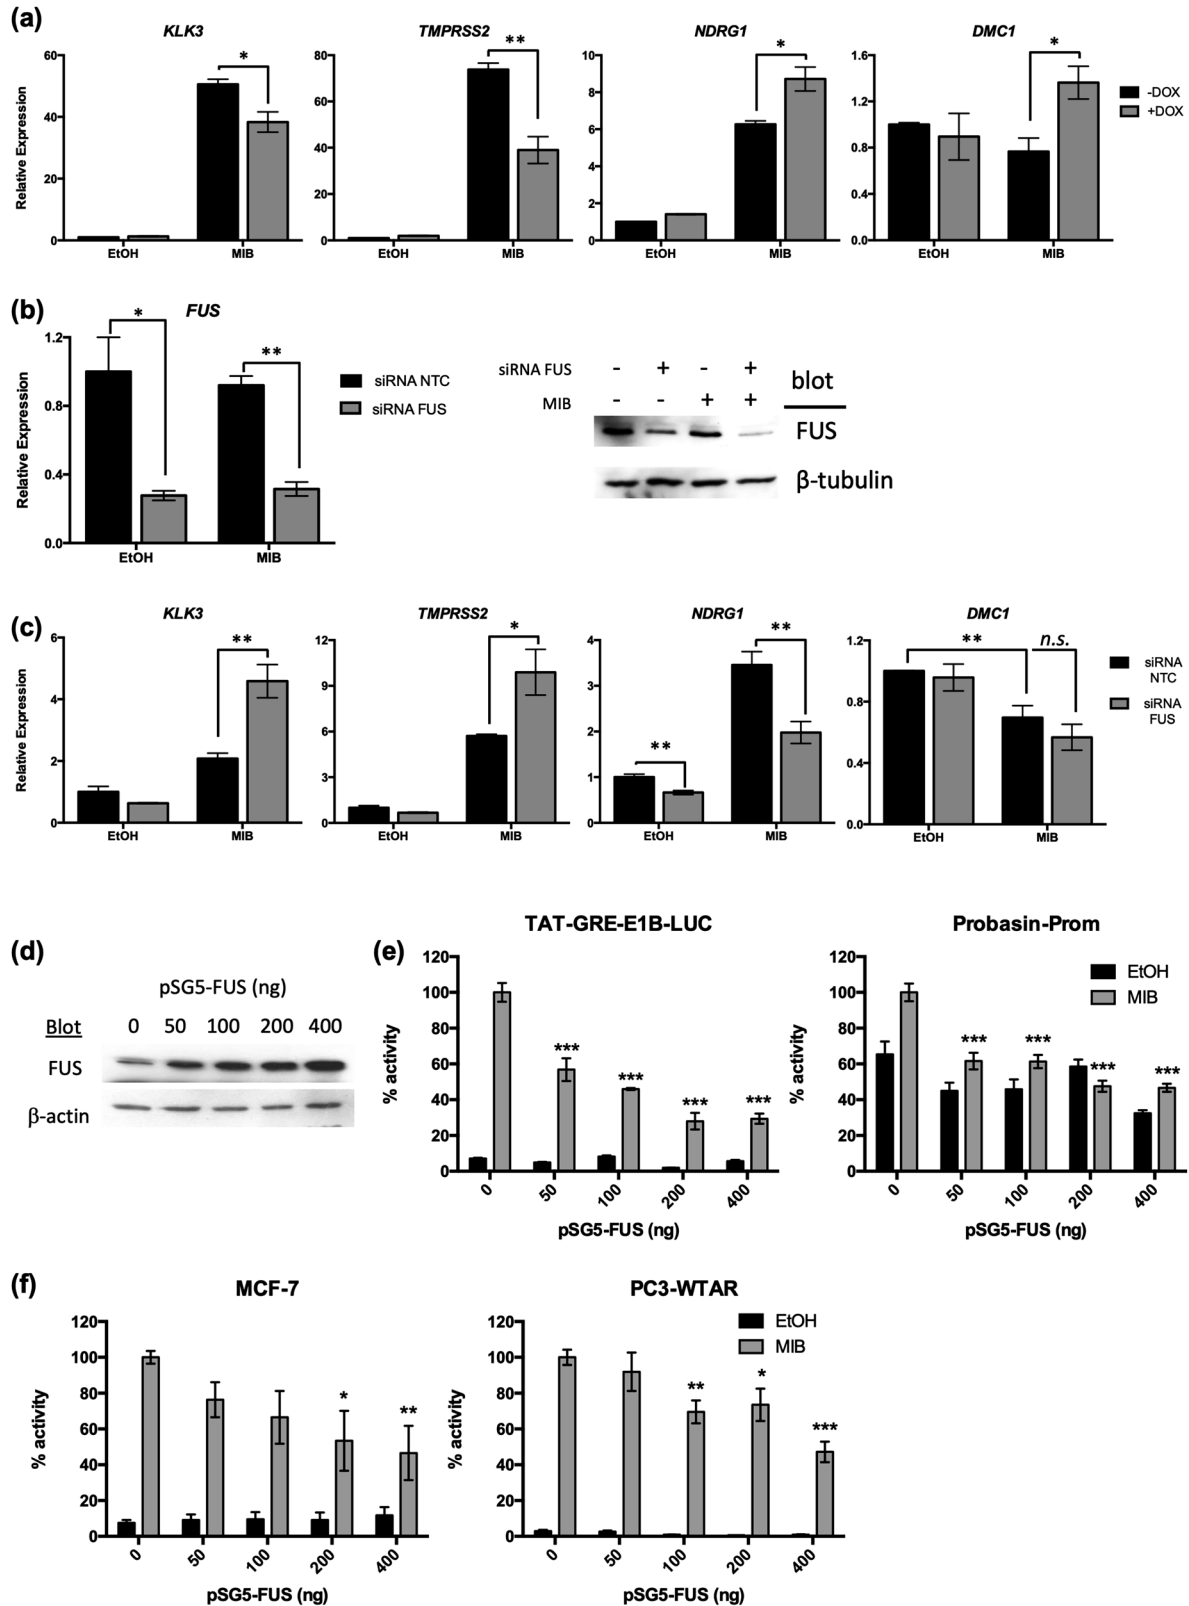 (a)
KLK3
TMPRSS2
NDRG1
DMC1
Relative Expression
60
40
20
0
*
EtOH
MIB
80
60
40
20
0
**
EtOH
MIB
10
8
6
4
2
0
*
EtOH
MIB
1.6
1.2
0.8
0.4
0.0
*
EtOH
MIB
-DOX
+DOX
(b)
FUS
Relative Expression
1.2
0.8
0.4
0.0
*
**
EtOH
MIB
siRNA NTC
siRNA FUS
siRNA FUS - + - +
MIB - - + +
blot
FUS
β-tubulin
(c)
KLK3
TMPRSS2
NDRG1
DMC1
Relative Expression
6
4
2
0
**
EtOH
MIB
12
9
6
3
0
*
EtOH
MIB
4
3
2
1
0
**
**
EtOH
MIB
1.2
0.8
0.4
0.0
**
n.s.
EtOH
MIB
siRNA
NTC
siRNA
FUS
(d)
pSG5-FUS (ng)
Blot 0 50 100 200 400
FUS
β-actin
(e)
TAT-GRE-E1B-LUC
% activity
120
100
80
60
40
20
0
***
***
***
***
0 50 100 200 400
pSG5-FUS (ng)
Probasin-Prom
% activity
120
100
80
60
40
20
0
***
***
***
***
EtOH
MIB
0 50 100 200 400
pSG5-FUS (ng)
(f)
MCF-7
% activity
120
100
80
60
40
20
0
*
**
0 50 100 200 400
pSG5-FUS (ng)
PC3-WTAR
% activity
120
100
80
60
40
20
0
**
*
***
EtOH
MIB
0 50 100 200 400
pSG5-FUS (ng)